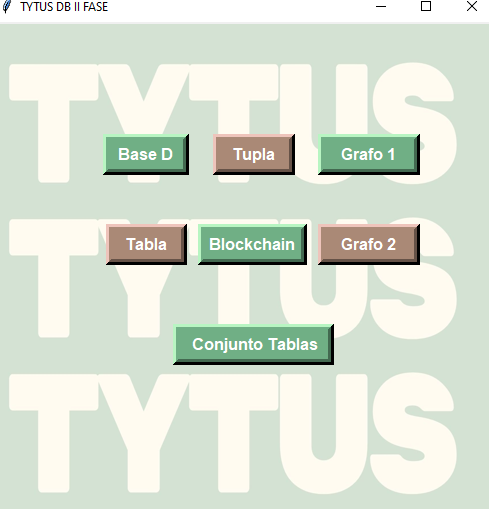 TYTUS DB II FASE
TYTUS
Base D Tupla Grafo 1
TYTUS
Tabla Blockchain Grafo 2
Conjunto Tablas
TYTUS